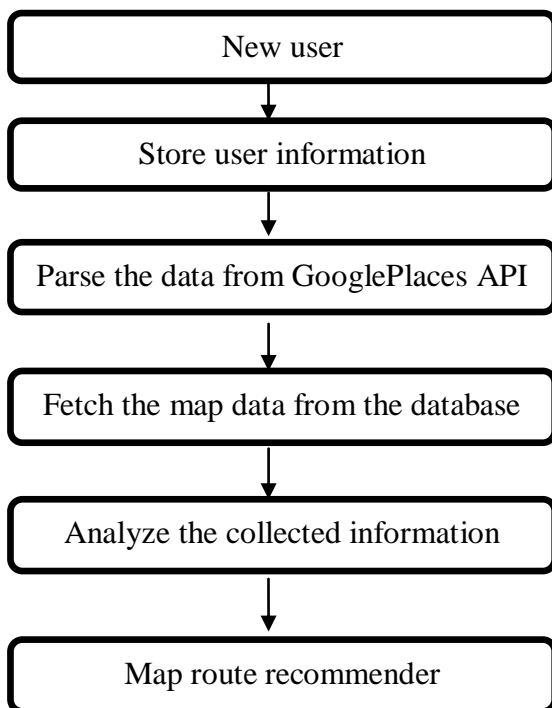 New user
Store user information
Parse the data from GooglePlaces API
Fetch the map data from the database
Analyze the collected information
Map route recommender